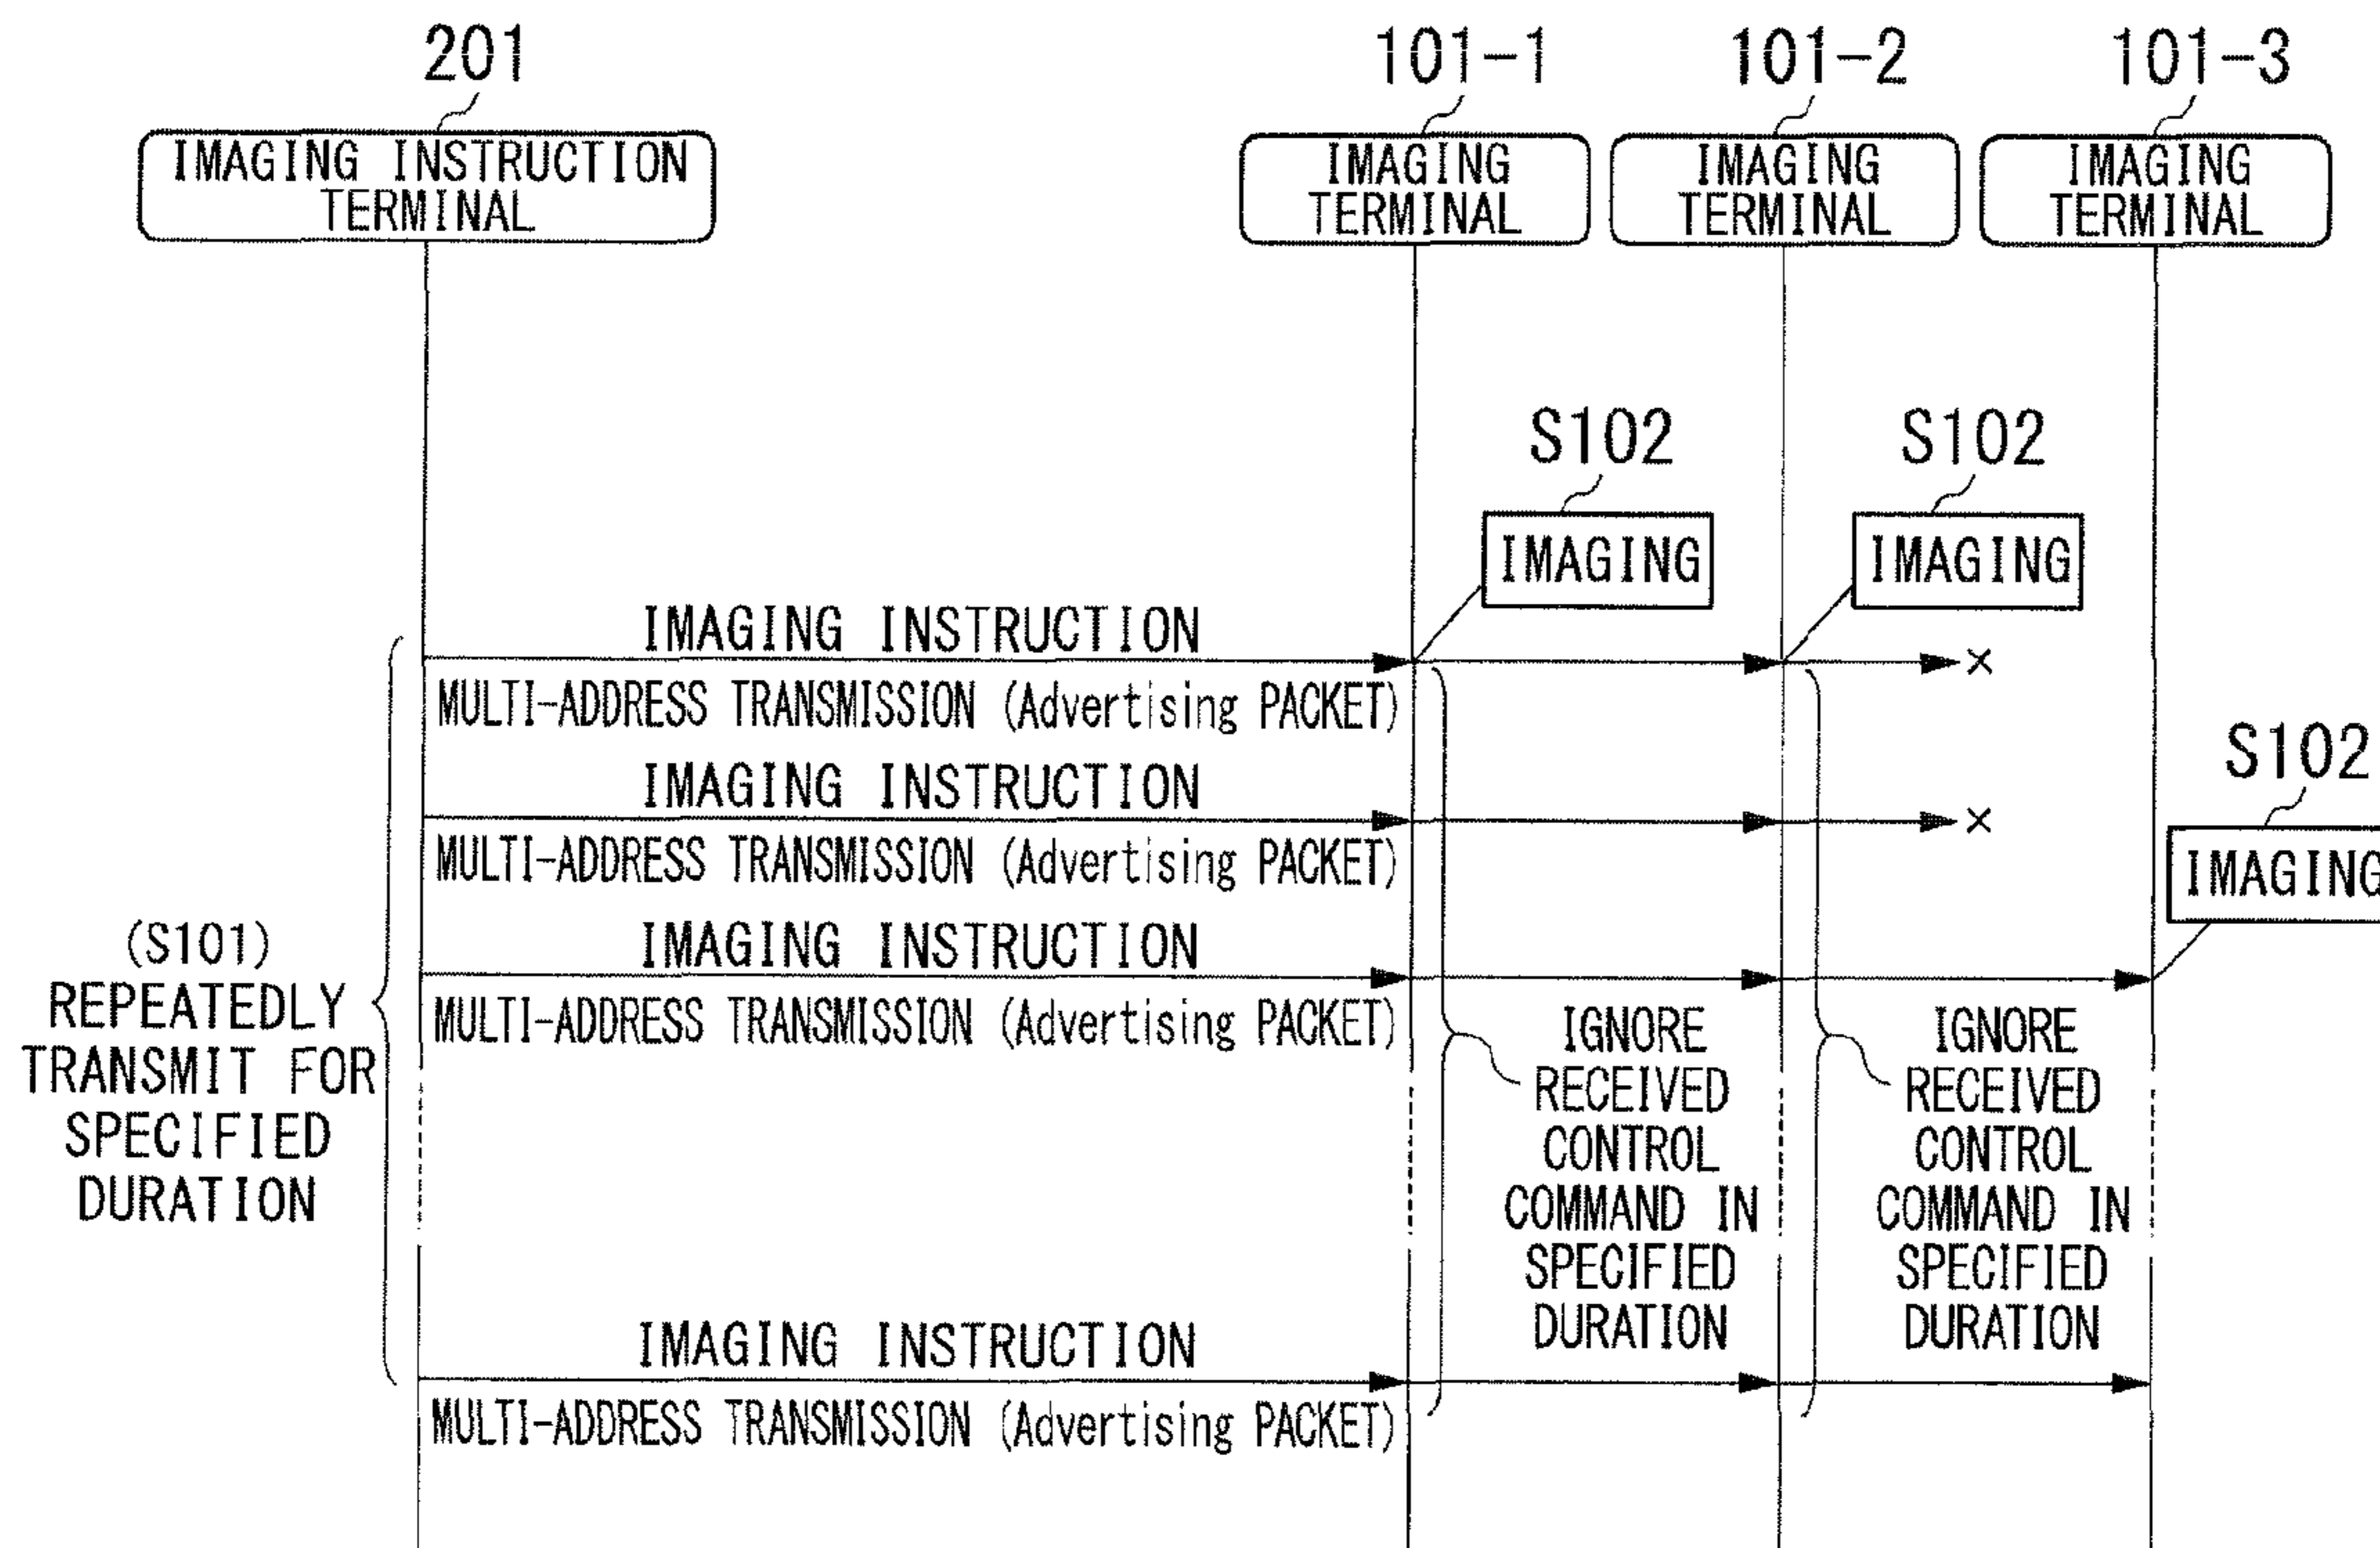 201
101-1
101-2
101-3
IMAGING INSTRUCTION
TERMINAL
IMAGING
TERMINAL
IMAGING
TERMINAL
IMAGING
TERMINAL
S102
S102
IMAGING
IMAGING
IMAGING INSTRUCTION
×
MULTI-ADDRESS TRANSMISSION (Advertising PACKET)
S102
IMAGING INSTRUCTION
×
MULTI-ADDRESS TRANSMISSION (Advertising PACKET)
IMAGING
IMAGING INSTRUCTION
MULTI-ADDRESS TRANSMISSION (Advertising PACKET)
(S101)
REPEATEDLY
TRANSMIT FOR
SPECIFIED
DURATION
IGNORE
RECEIVED
CONTROL
COMMAND IN
SPECIFIED
DURATION
IGNORE
RECEIVED
CONTROL
COMMAND IN
SPECIFIED
DURATION
IMAGING INSTRUCTION
MULTI-ADDRESS TRANSMISSION (Advertising PACKET)